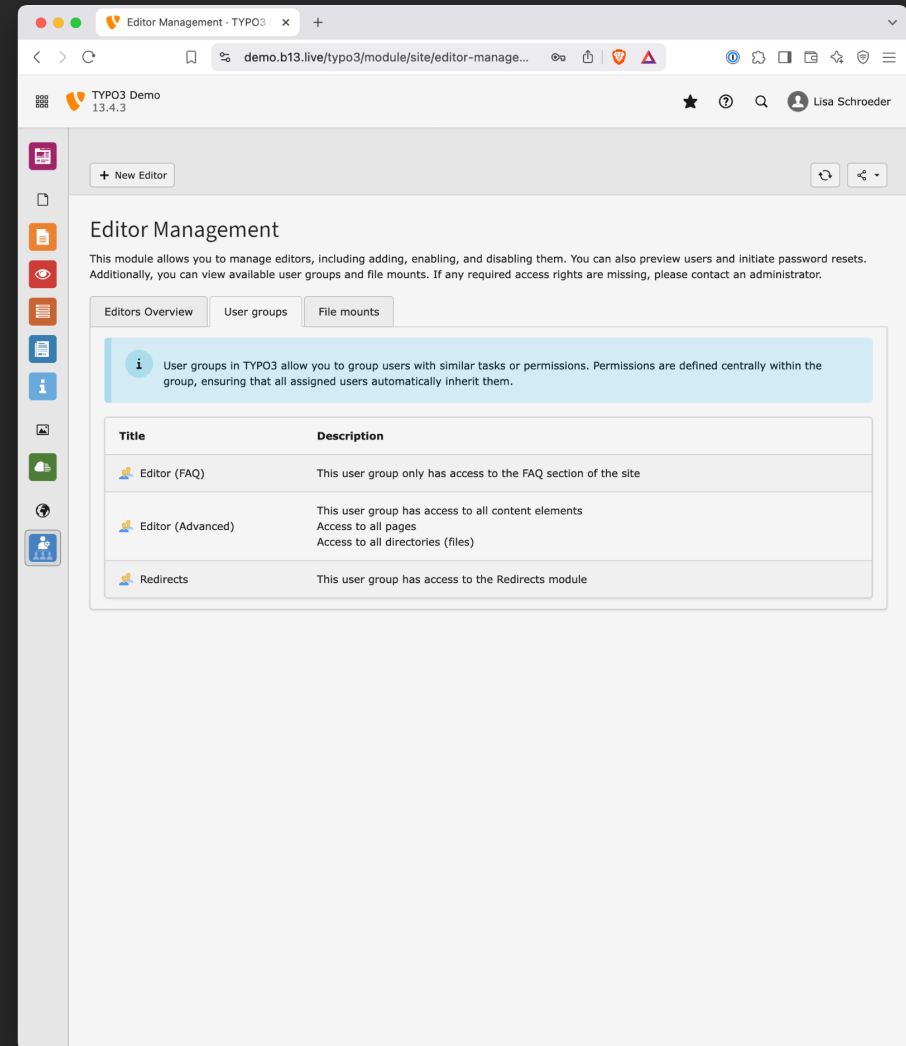 Editor Management · TYPO3
demo.b13.live/typo3/module/site/editor-manage...
TYPO3 Demo
13.4.3
Lisa Schroeder
New Editor
Editor Management
This module allows you to manage editors, including adding, enabling, and disabling them. You can also preview users and initiate password resets.
Additionally, you can view available user groups and file mounts. If any required access rights are missing, please contact an administrator.
Editors Overview
User groups
File mounts
User groups in TYPO3 allow you to group users with similar tasks or permissions. Permissions are defined centrally within the
group, ensuring that all assigned users automatically inherit them.
Title Description
Editor (FAQ) This user group only has access to the FAQ section of the site
Editor (Advanced) This user group has access to all content elements
Access to all pages
Access to all directories (files)
Redirects This user group has access to the Redirects module